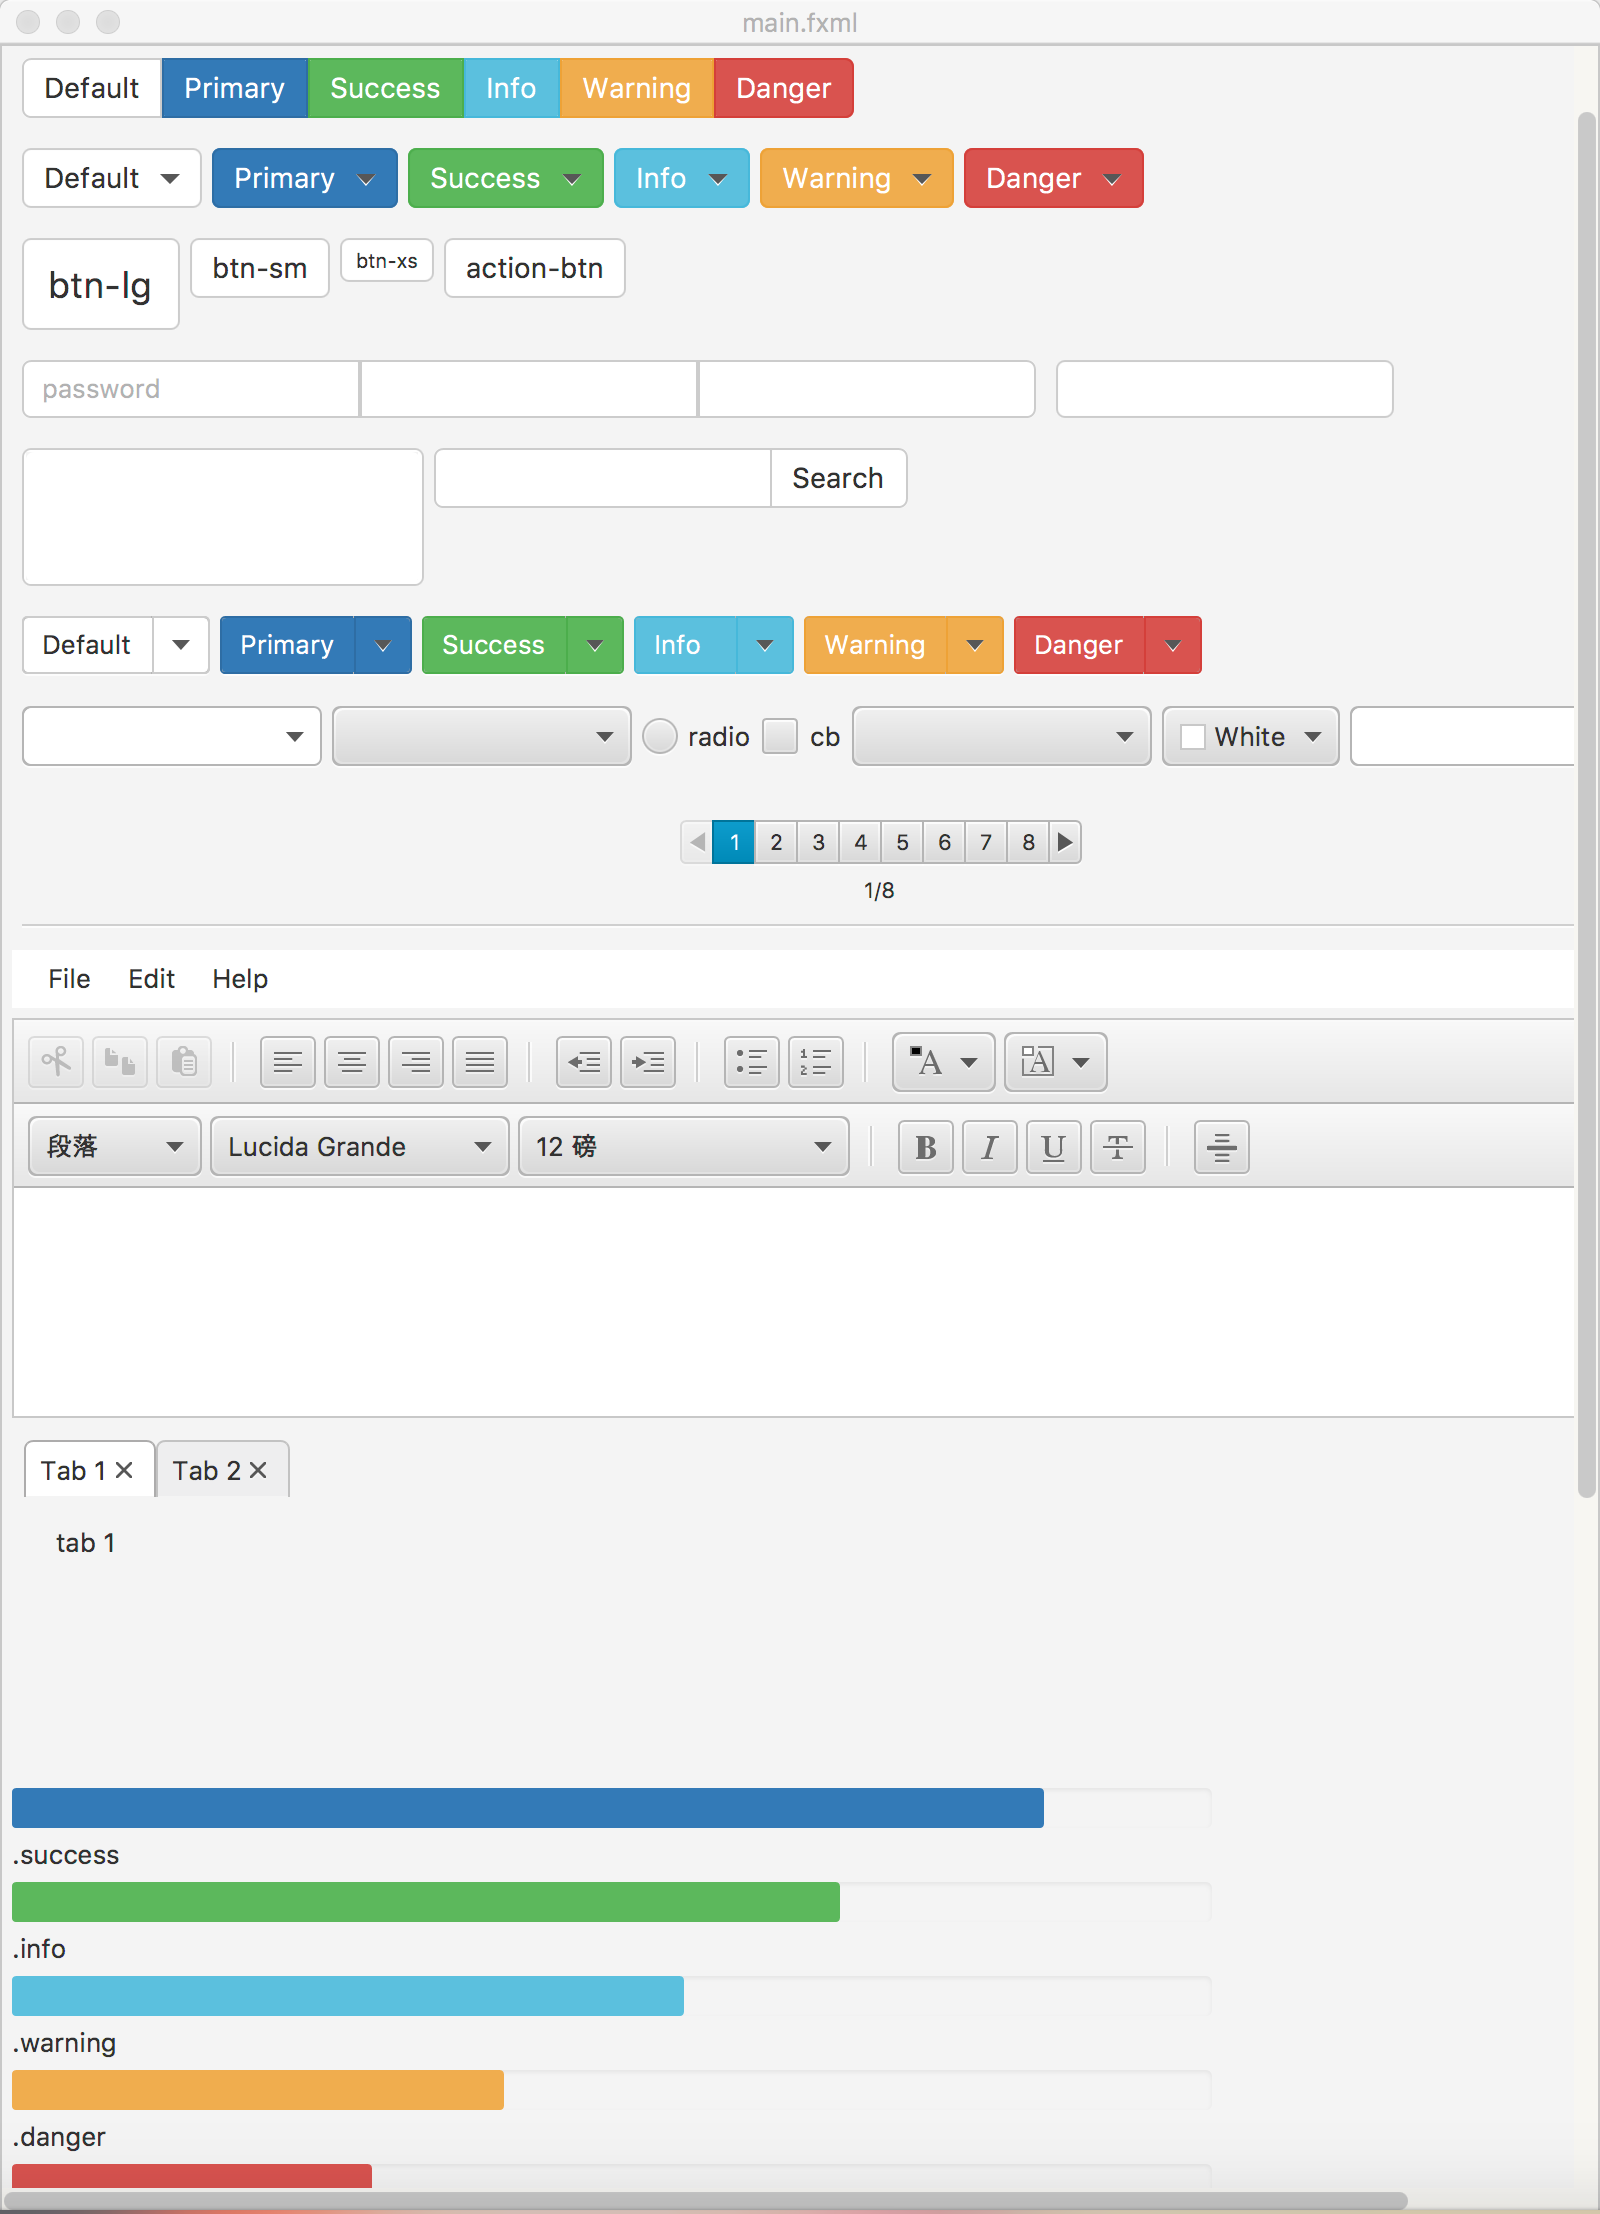 main.fxml
Default Primary Success Info Warning Danger
Default Primary Success Info Warning Danger
btn-lg btn-sm btn-xs action-btn
password
Search
Default Primary Success Info Warning Danger
radio cb White
1 2 3 4 5 6 7 8
1/8
File Edit Help
A A
段落 Lucida Grande 12 磅 B I U T
Tab 1 Tab 2
tab 1
.success
.info
.warning
.danger